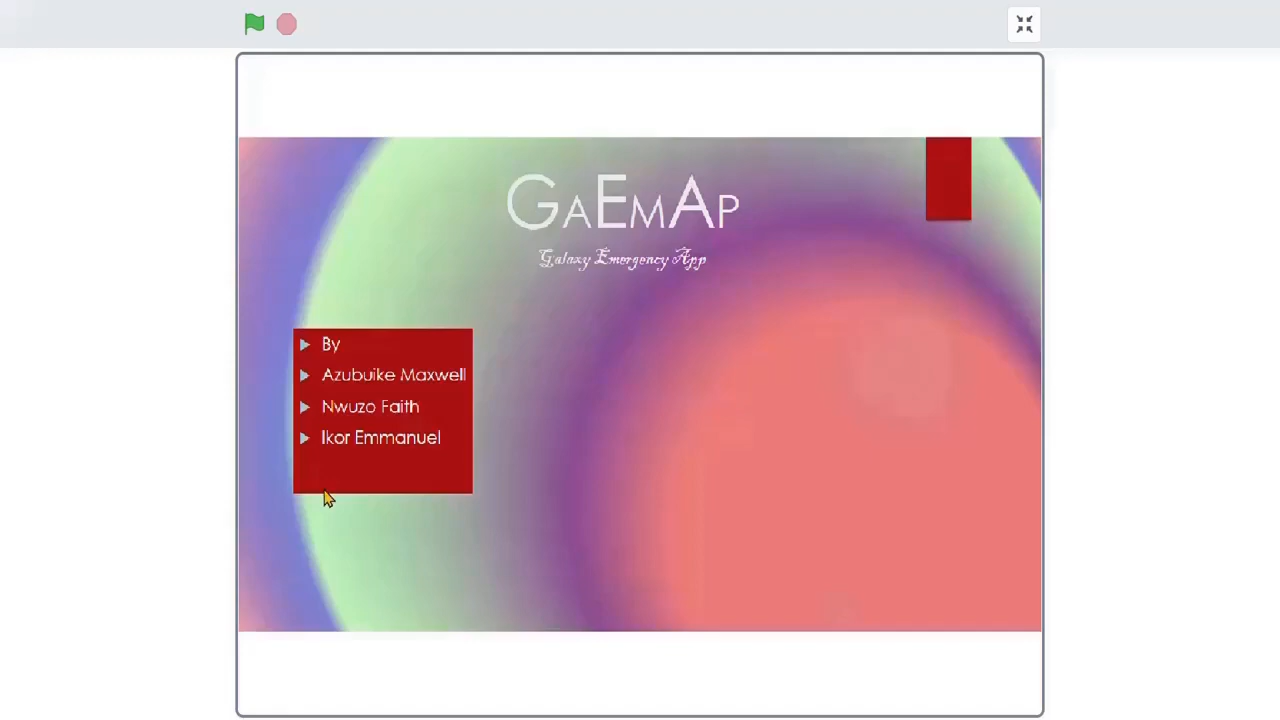 GAEMAP
Galaxy Emergency App
By
Azubuike Maxwell
Nwuzo Faith
Ikor Emmanuel